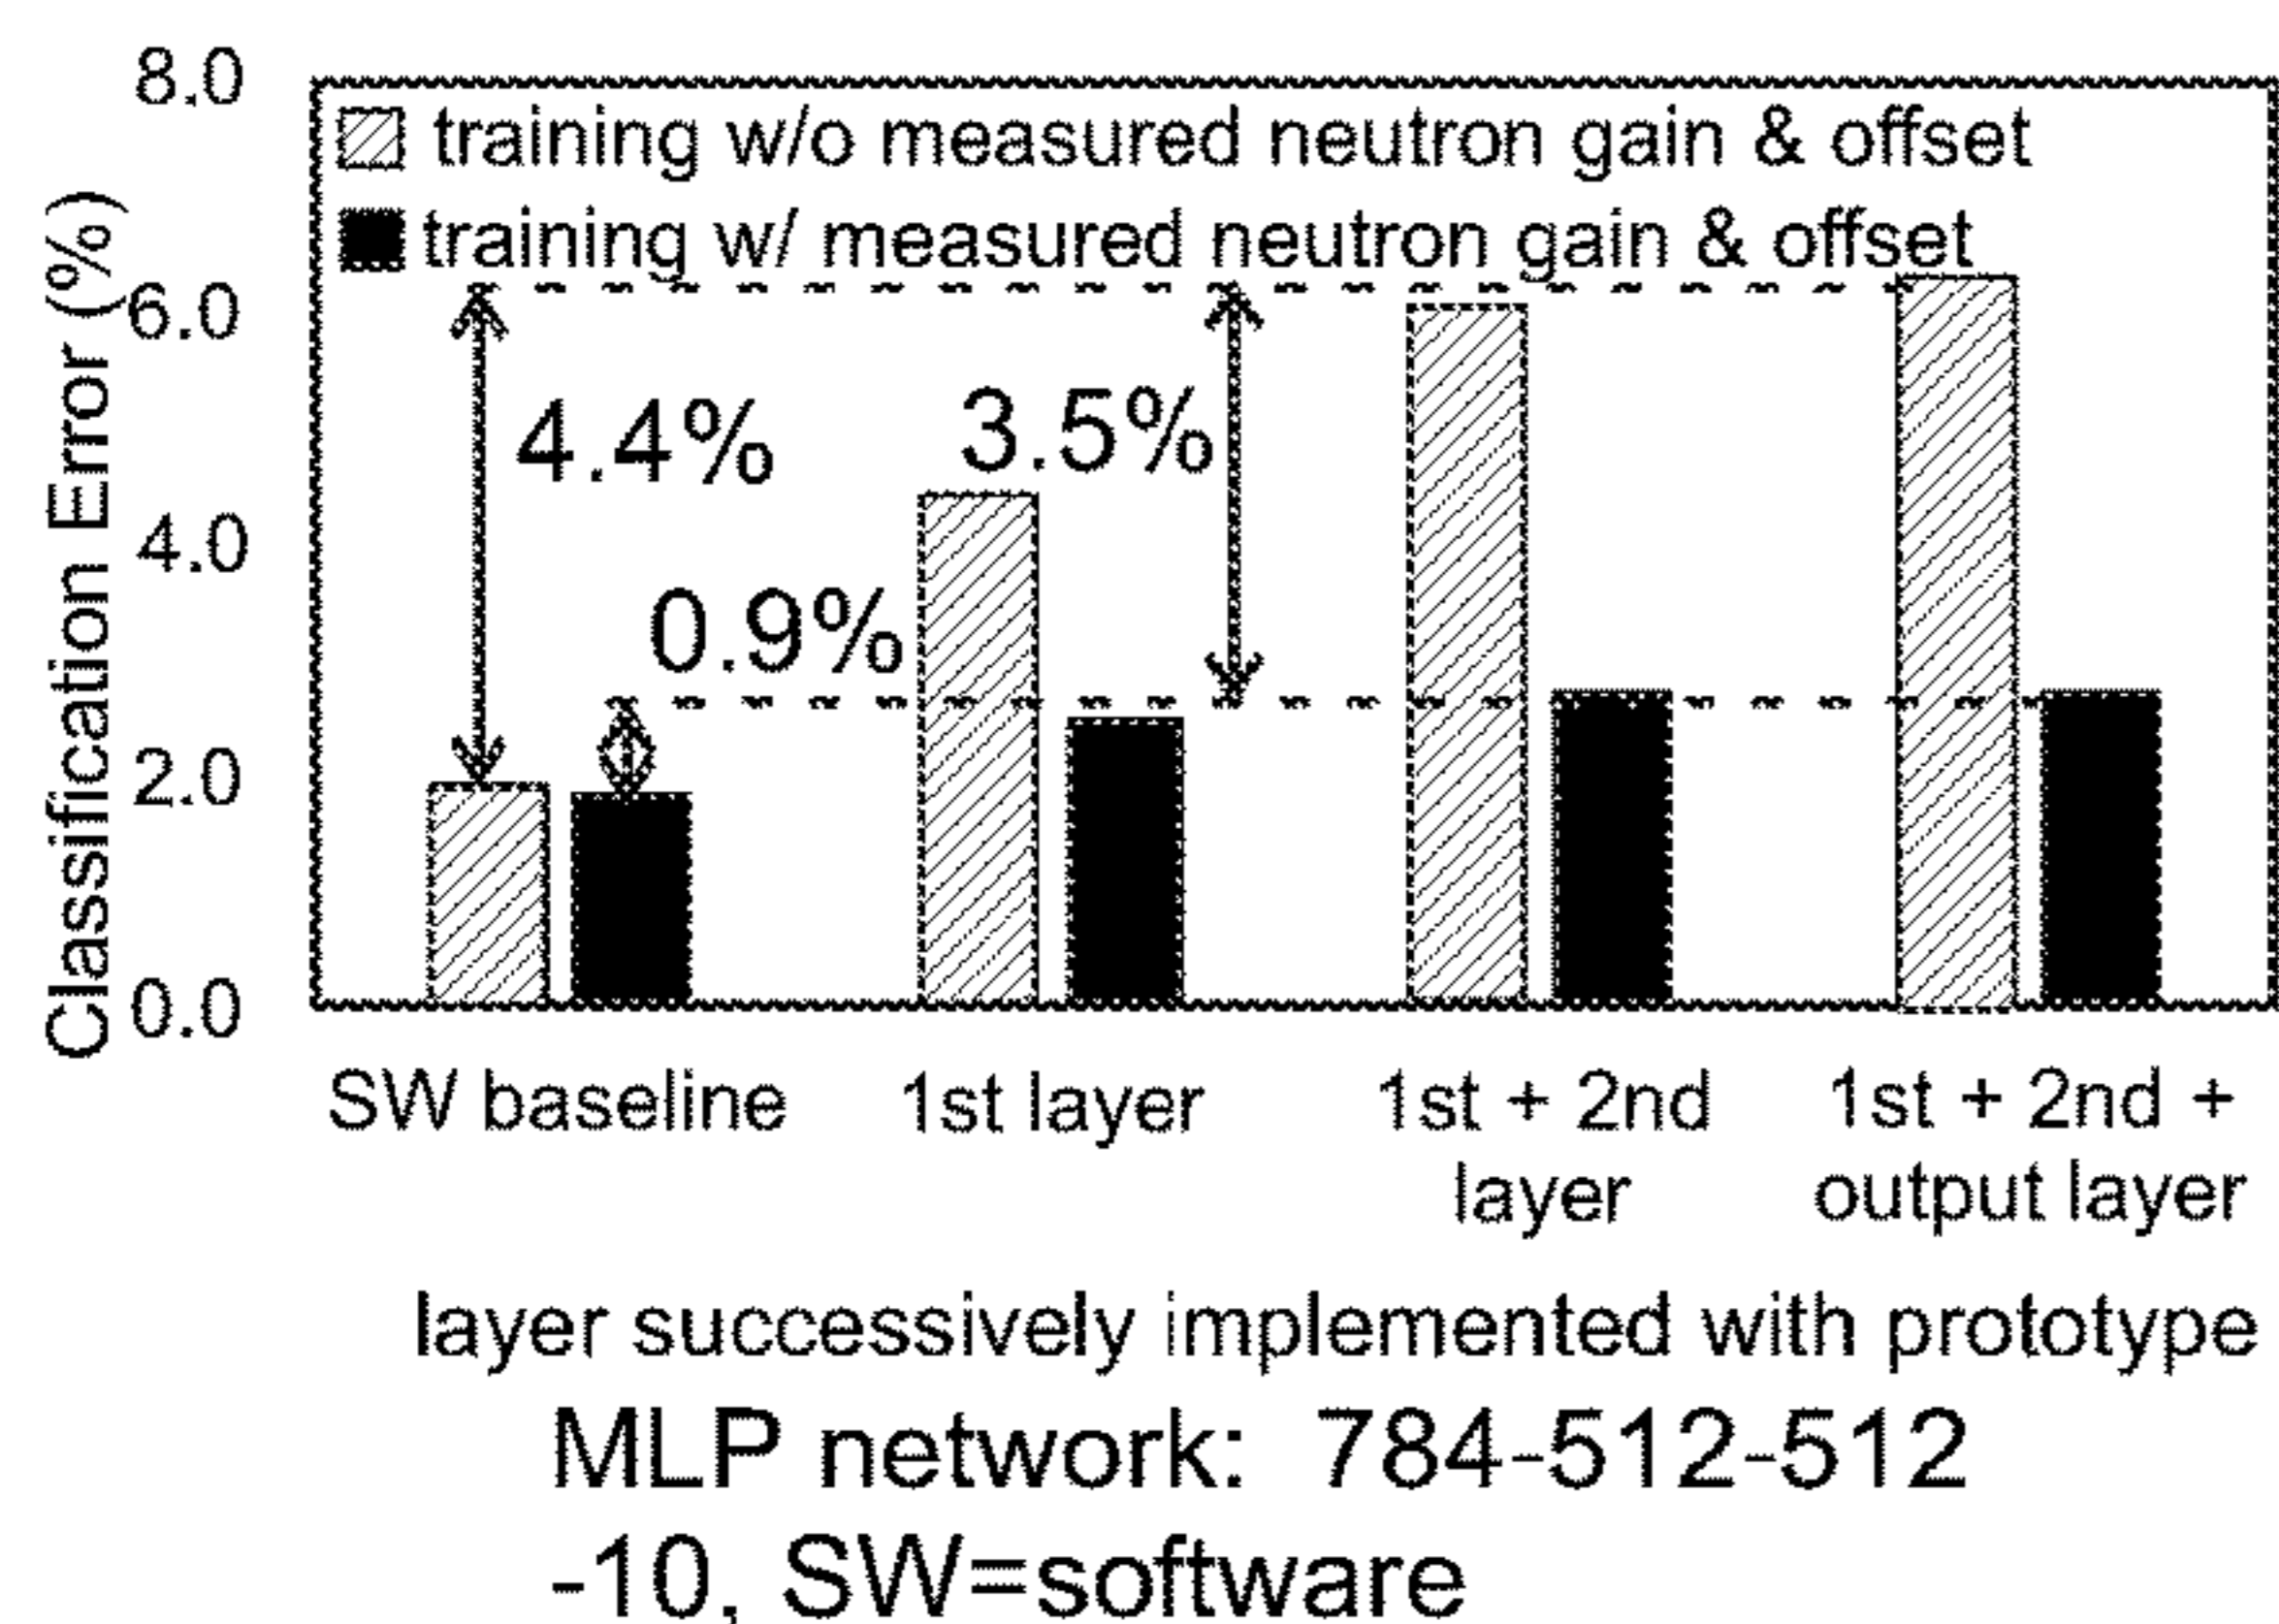 8.0
training w/o measured neutron gain & offset
training w/ measured neutron gain & offset
6.0
4.4%
3.5%
4.0
0.9%
2.0
0.0
Classification Error (%)
SW baseline
1st layer
1st + 2nd
layer
1st + 2nd +
output layer
layer successively implemented with prototype
MLP network: 784-512-512
-10, SW=software